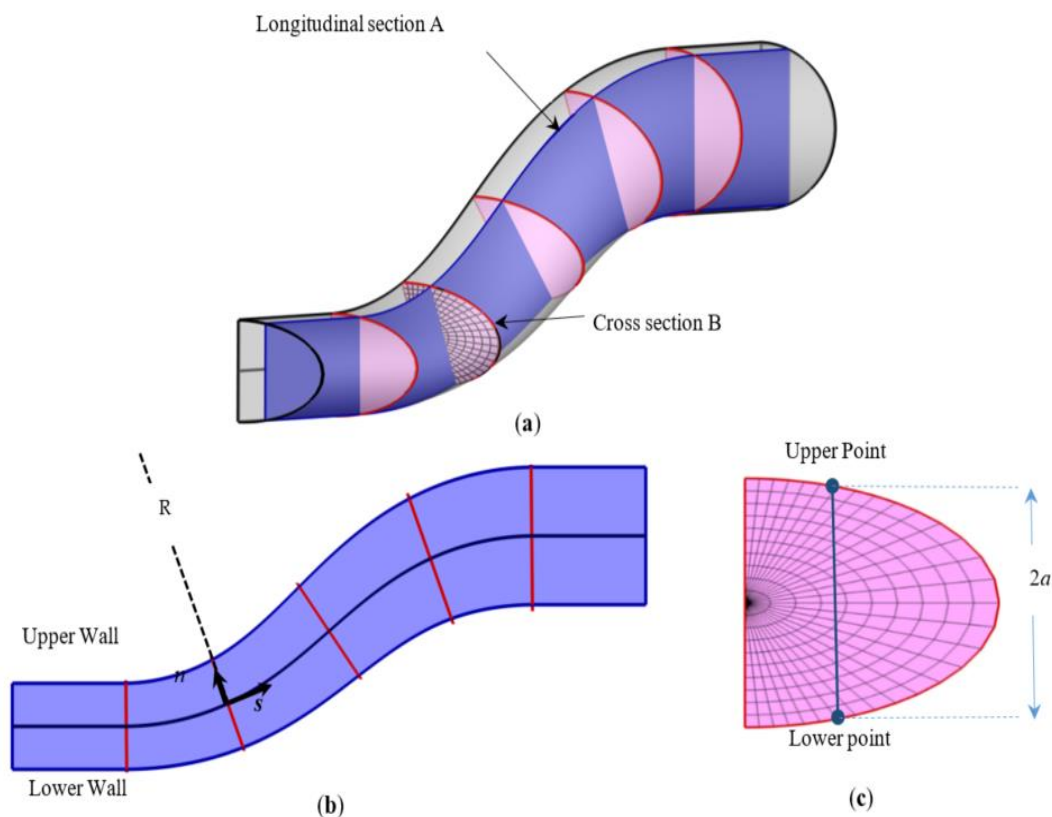 Longitudinal section A
Cross section B
(a)
R
Upper Wall
n
s
Lower Wall
(b)
Upper Point
2a
Lower point
(c)